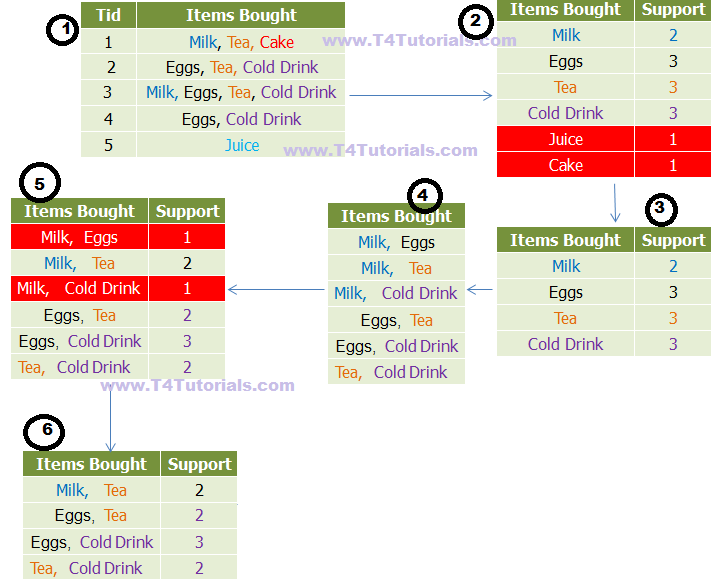 1
Tid Items Bought
1 Milk, Tea, Cake
2 Eggs, Tea, Cold Drink
3 Milk, Eggs, Tea, Cold Drink
4 Eggs, Cold Drink
5 Juice
www.T4Tutorials.com
www.T4Tutorials.com
2
Items Bought Support
Milk 2
Eggs 3
Tea 3
Cold Drink 3
Juice 1
Cake 1
3
Items Bought Support
Milk 2
Eggs 3
Tea 3
Cold Drink 3
4
Items Bought
Milk, Eggs
Milk, Tea
Milk, Cold Drink
Eggs, Tea
Eggs, Cold Drink
Tea, Cold Drink
5
Items Bought Support
Milk, Eggs 1
Milk, Tea 2
Milk, Cold Drink 1
Eggs, Tea 2
Eggs, Cold Drink 3
Tea, Cold Drink 2
www.T4Tutorials.com
6
Items Bought Support
Milk, Tea 2
Eggs, Tea 2
Eggs, Cold Drink 3
Tea, Cold Drink 2